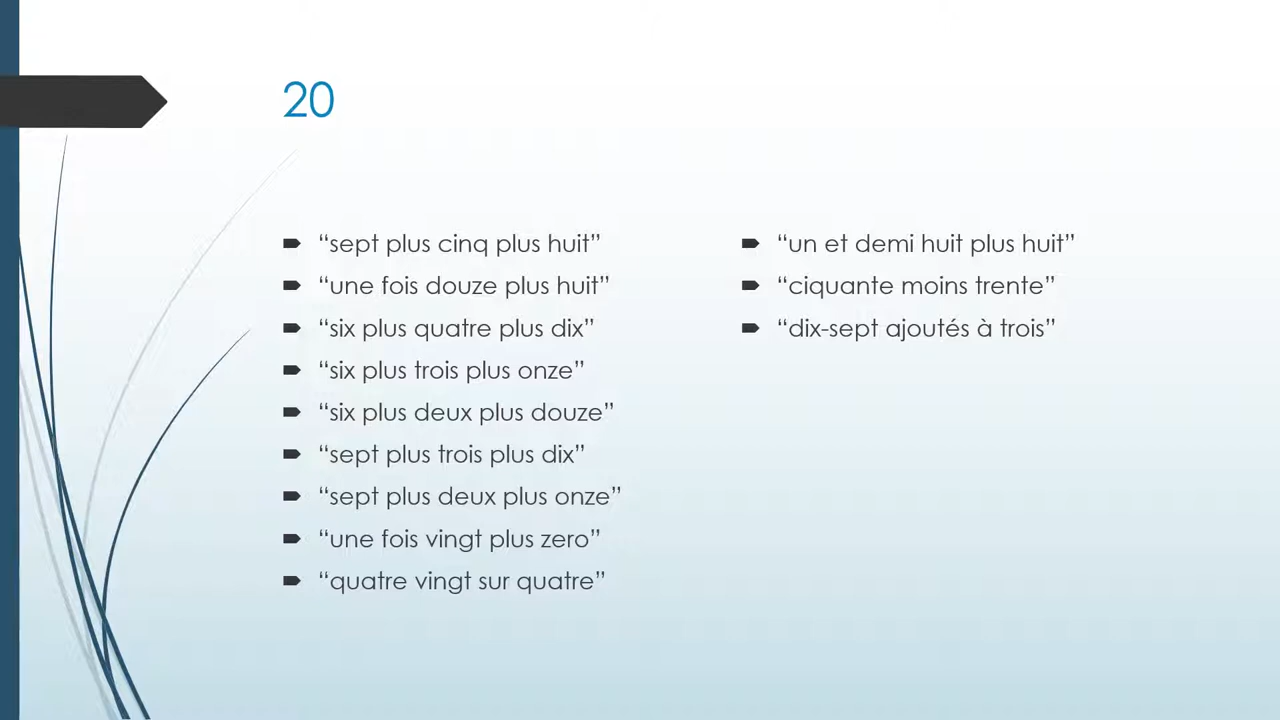 20
“sept plus cinq plus huit”
“une fois douze plus huit”
“six plus quatre plus dix”
“six plus trois plus onze”
“six plus deux plus douze”
“sept plus trois plus dix”
“sept plus deux plus onze”
“une fois vingt plus zero”
“quatre vingt sur quatre”
“un et demi huit plus huit”
“ciquante moins trente”
“dix-sept ajoutés à trois”